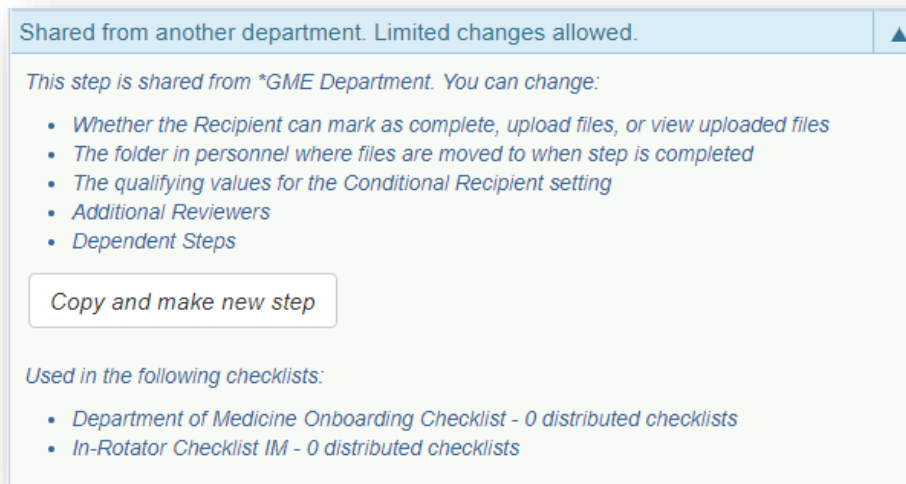 Shared from another department. Limited changes allowed.
This step is shared from *GME Department. You can change:
• Whether the Recipient can mark as complete, upload files, or view uploaded files
• The folder in personnel where files are moved to when step is completed
• The qualifying values for the Conditional Recipient setting
• Additional Reviewers
• Dependent Steps
Copy and make new step
Used in the following checklists:
• Department of Medicine Onboarding Checklist - 0 distributed checklists
• In-Rotator Checklist IM - 0 distributed checklists